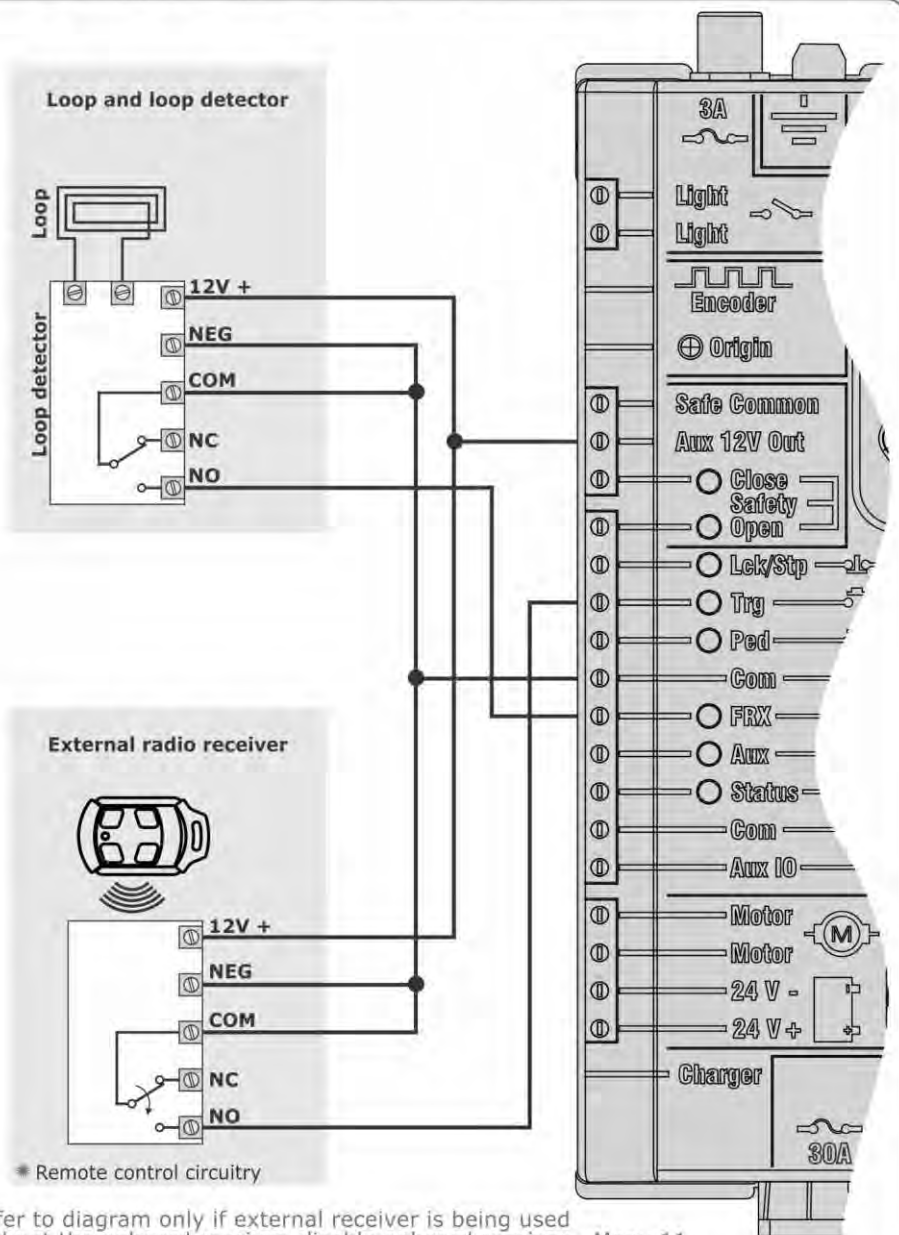 Loop and loop detector
Loop
Loop detector
12V +
NEG
COM
NC
NO
External radio receiver
12V +
NEG
COM
NC
NO
* Remote control circuitry
3A
Light
Light
Encoder
Origin
Safe Common
Aux 12V Out
Close
Safety
Open
Lck/Stp
Trg
Ped
Com
FRX
Aux
Status
Com
Aux IO
Motor
M
Motor
24 V -
24 V +
Charger
30A
fer to diagram only if external receiver is being used